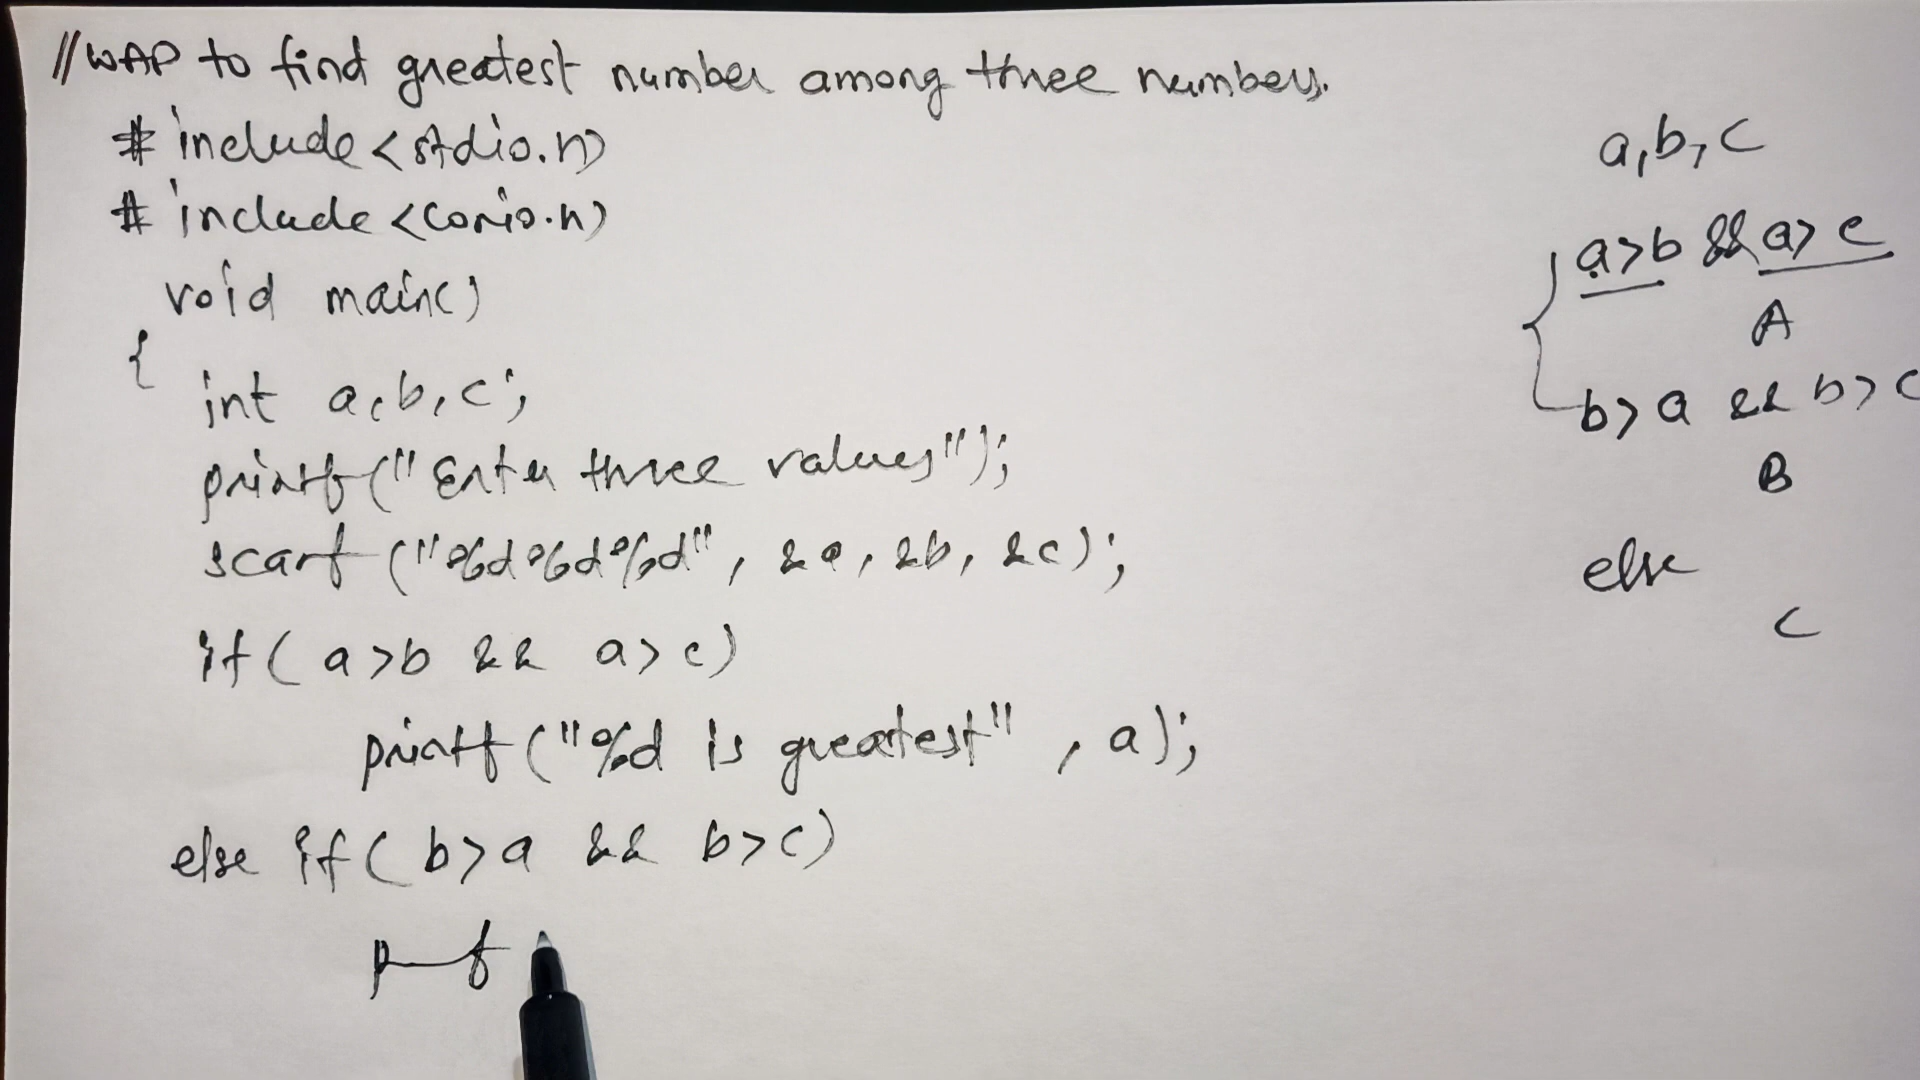 //WAP to find greatest number among three numbers.
#include<stdio.h>
#include<conio.h>
void main()
{
int a,b,c;
printf("Enter three values");
scanf("%d%d%d", &a, &b, &c);
if(a>b && a>c)
printf("%d is greatest", a);
else if(b>a && b>c)
p f
a,b,c
a>b && a>c
A
b>a && b>c
B
else
C